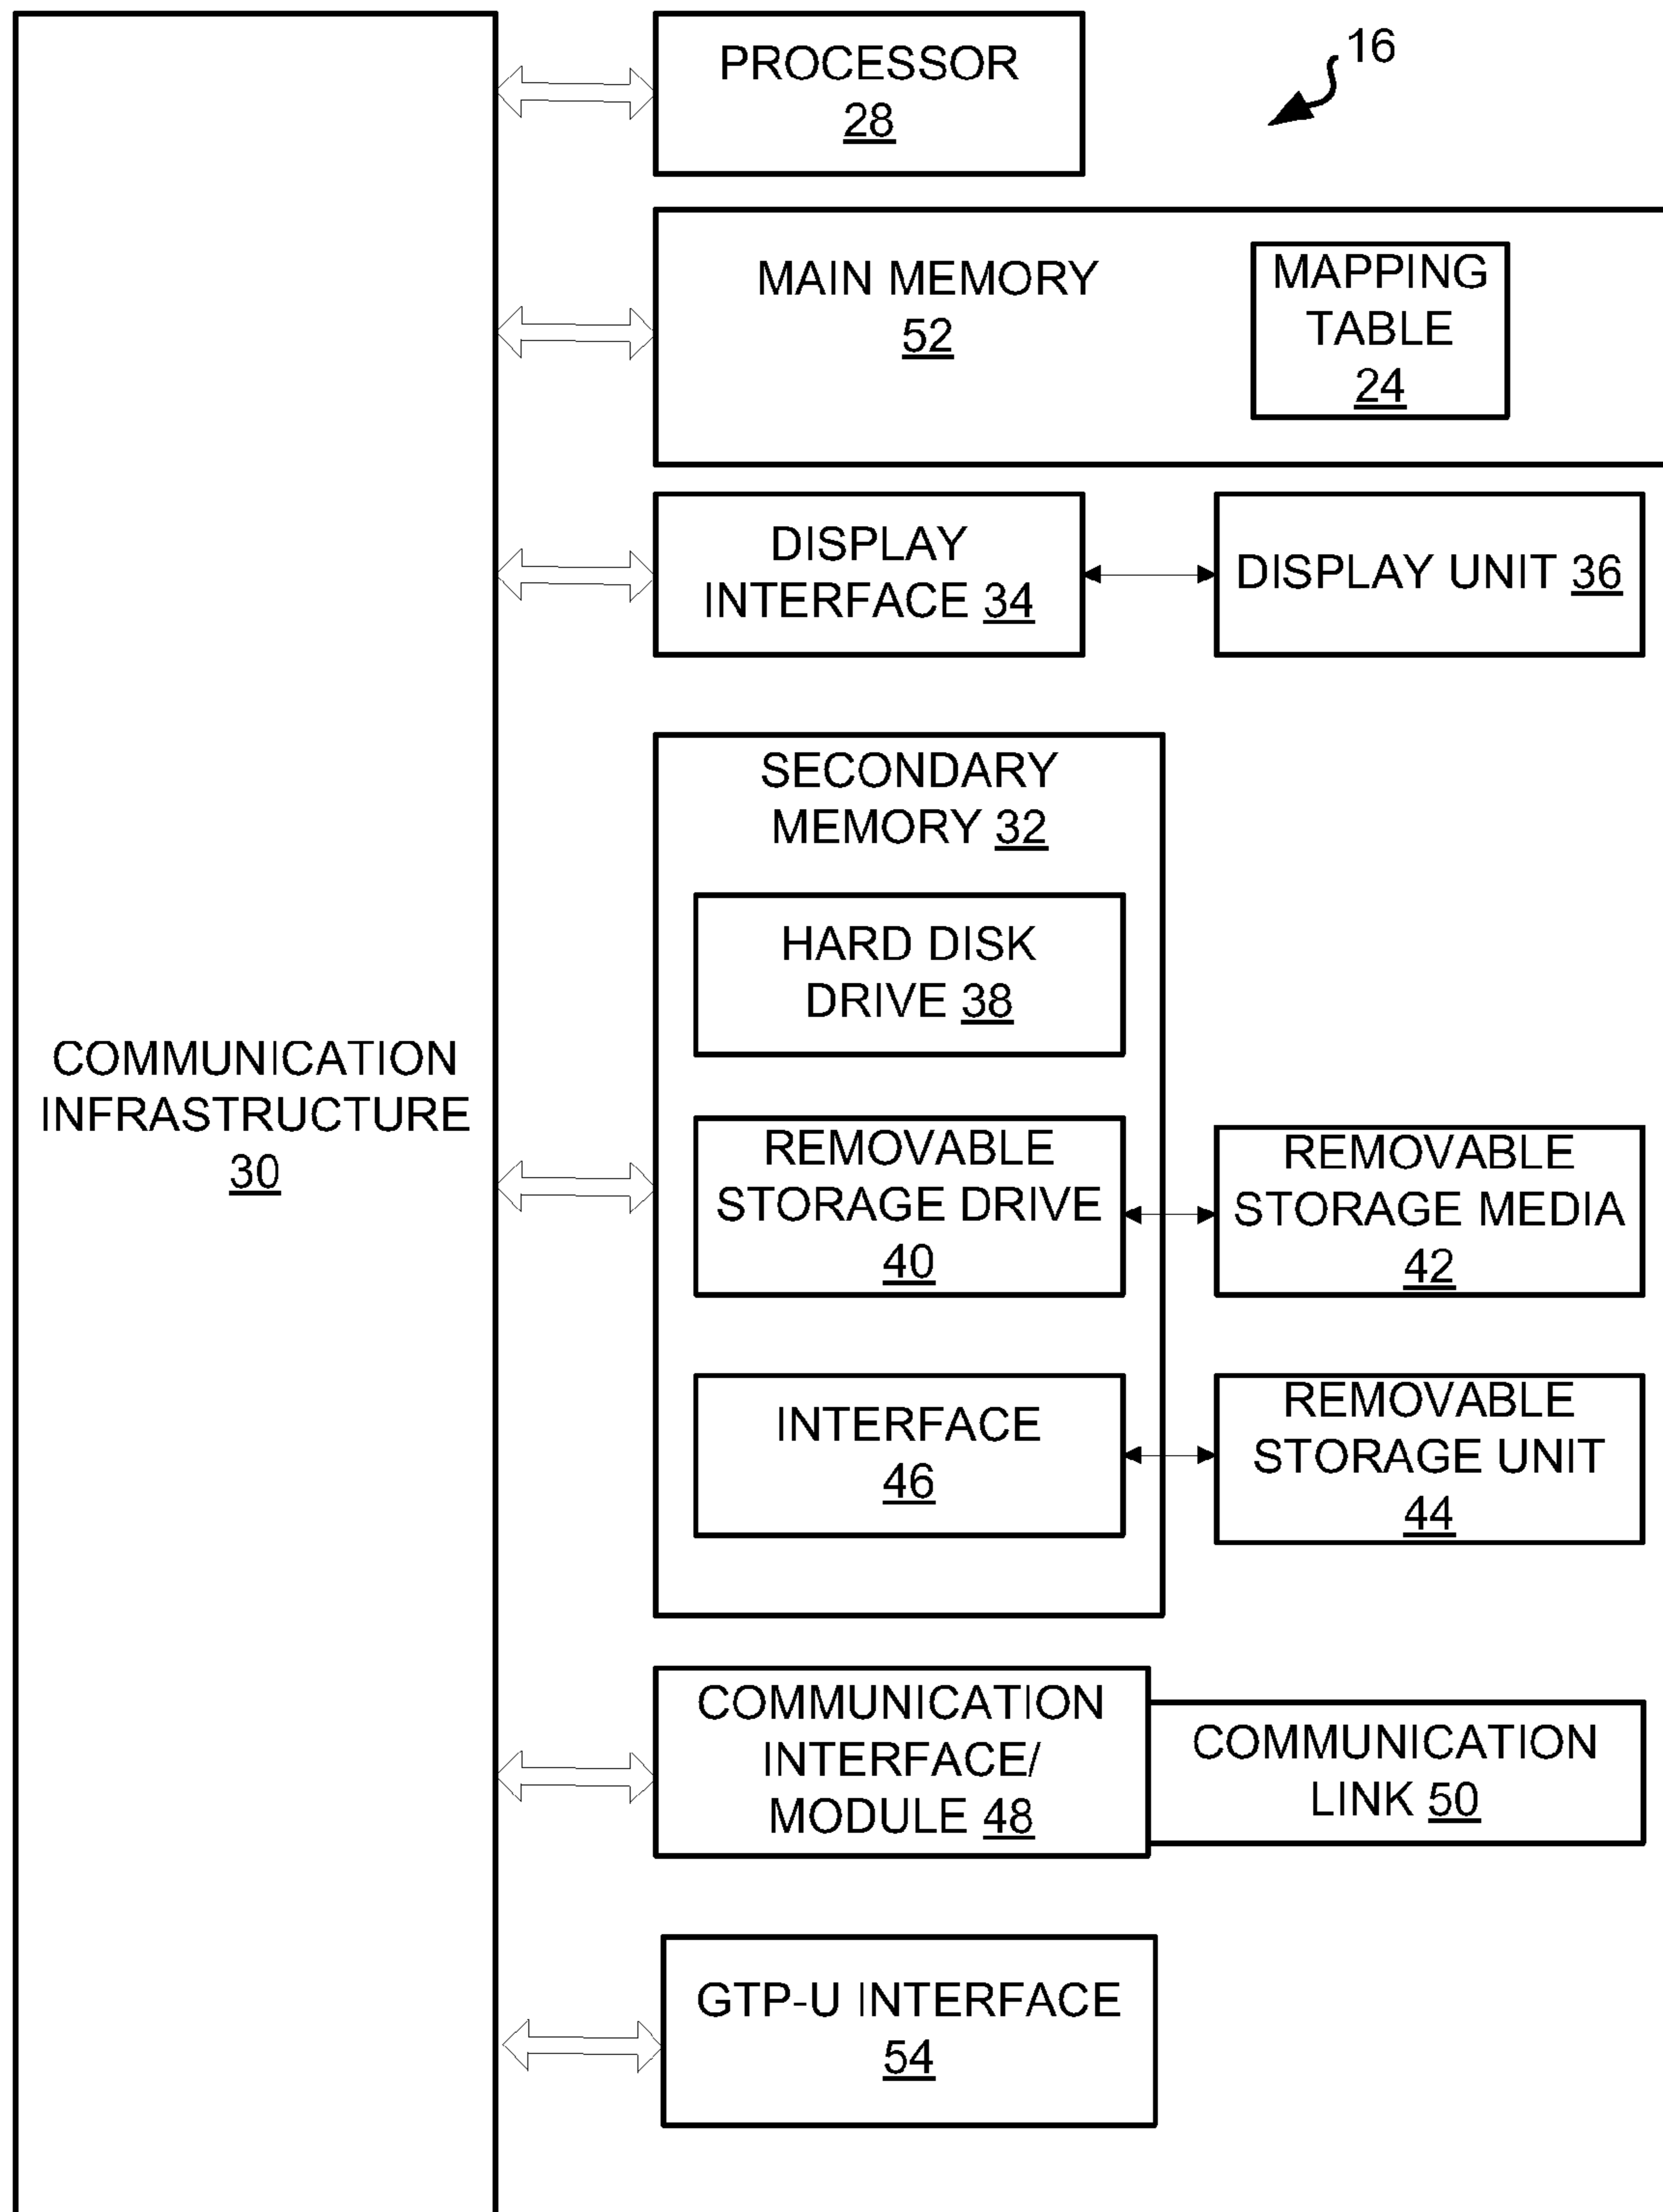 16
PROCESSOR
28
MAIN MEMORY
52
MAPPING
TABLE
24
DISPLAY
INTERFACE 34
DISPLAY UNIT 36
SECONDARY
MEMORY 32
HARD DISK
DRIVE 38
COMMUNICATION
INFRASTRUCTURE
30
REMOVABLE
STORAGE DRIVE
40
REMOVABLE
STORAGE MEDIA
42
INTERFACE
46
REMOVABLE
STORAGE UNIT
44
COMMUNICATION
INTERFACE/
MODULE 48
COMMUNICATION
LINK 50
GTP-U INTERFACE
54